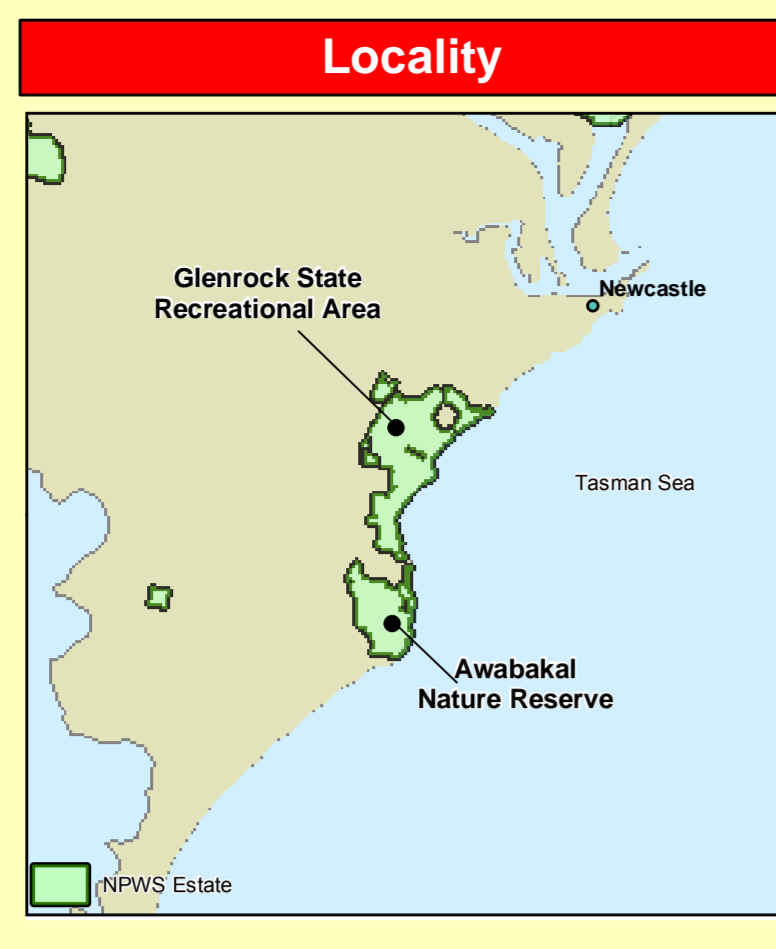 Locality
Glenrock State
Recreational Area
Newcastle
Tasman Sea
Awabakal
Nature Reserve
NPWS Estate